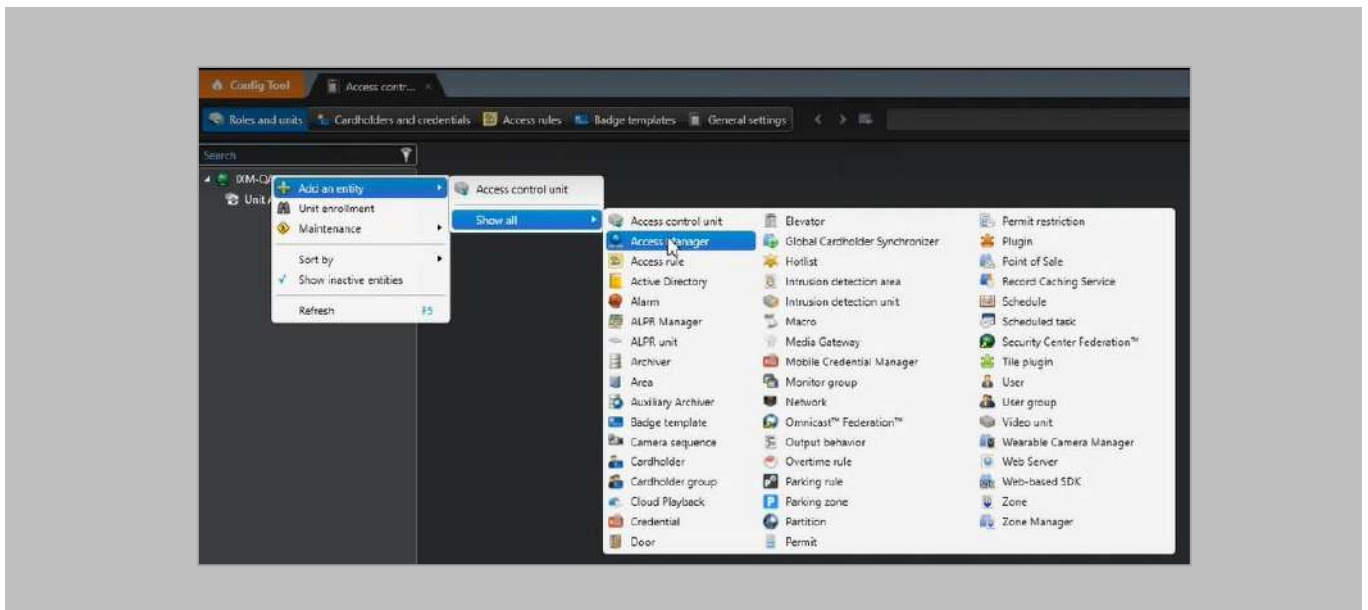 Config Tool
Access contr...
Roles and units
Cardholders and credentials
Access rules
Badge templates
General settings
Search
IXM-QA
Unit
Add an entity
Unit enrollment
Maintenance
Sort by
Show inactive entities
Refresh F5
Access control unit
Show all
Access control unit
Access Manager
Access rule
Active Directory
Alarm
ALPR Manager
ALPR unit
Archiver
Area
Auxiliary Archiver
Badge template
Camera sequence
Cardholder
Cardholder group
Cloud Playback
Credential
Door
Elevator
Global Cardholder Synchronizer
Hotlist
Intrusion detection area
Intrusion detection unit
Macro
Media Gateway
Mobile Credential Manager
Monitor group
Network
Omnicast™ Federation™
Output behavior
Overtime rule
Parking rule
Parking zone
Partition
Permit
Permit restriction
Plugin
Point of Sale
Record Caching Service
Schedule
Scheduled task
Security Center Federation™
Tile plugin
User
User group
Video unit
Wearable Camera Manager
Web Server
Web-based SDK
Zone
Zone Manager